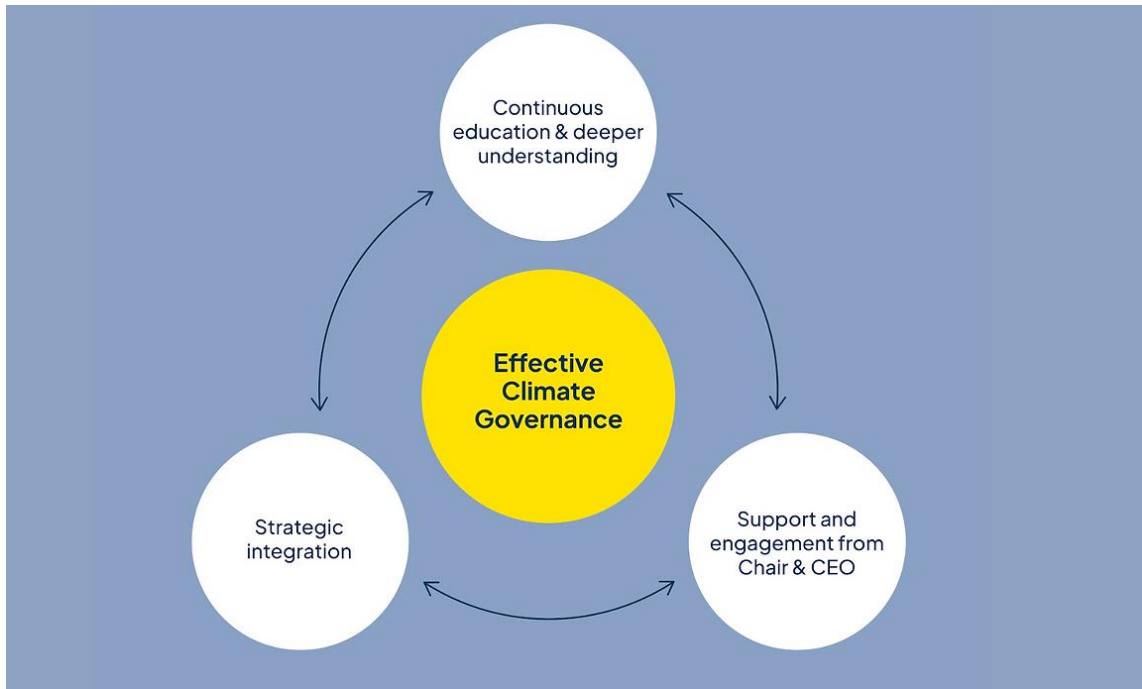 Continuous
education & deeper
understanding
Effective
Climate
Governance
Strategic
integration
Support and
engagement from
Chair & CEO